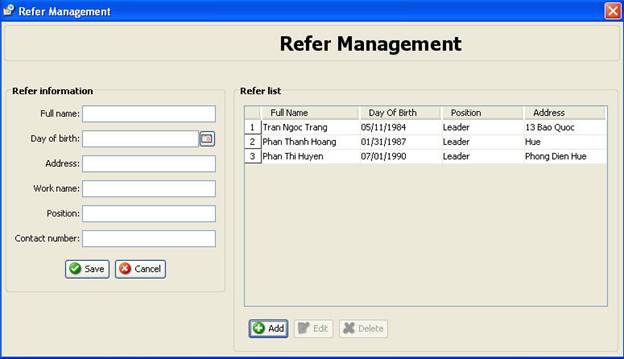 Refer Management
Refer Management
Refer information
Full name:
Day of birth:
Address:
Work name:
Position:
Contact number:
Save Cancel
Refer list
Full Name Day Of Birth Position Address
1 Tran Ngoc Trang 05/11/1984 Leader 13 Bao Quoc
2 Phan Thanh Hoang 01/31/1987 Leader Hue
3 Phan Thi Huyen 07/01/1990 Leader Phong Dien Hue
Add Edit Delete